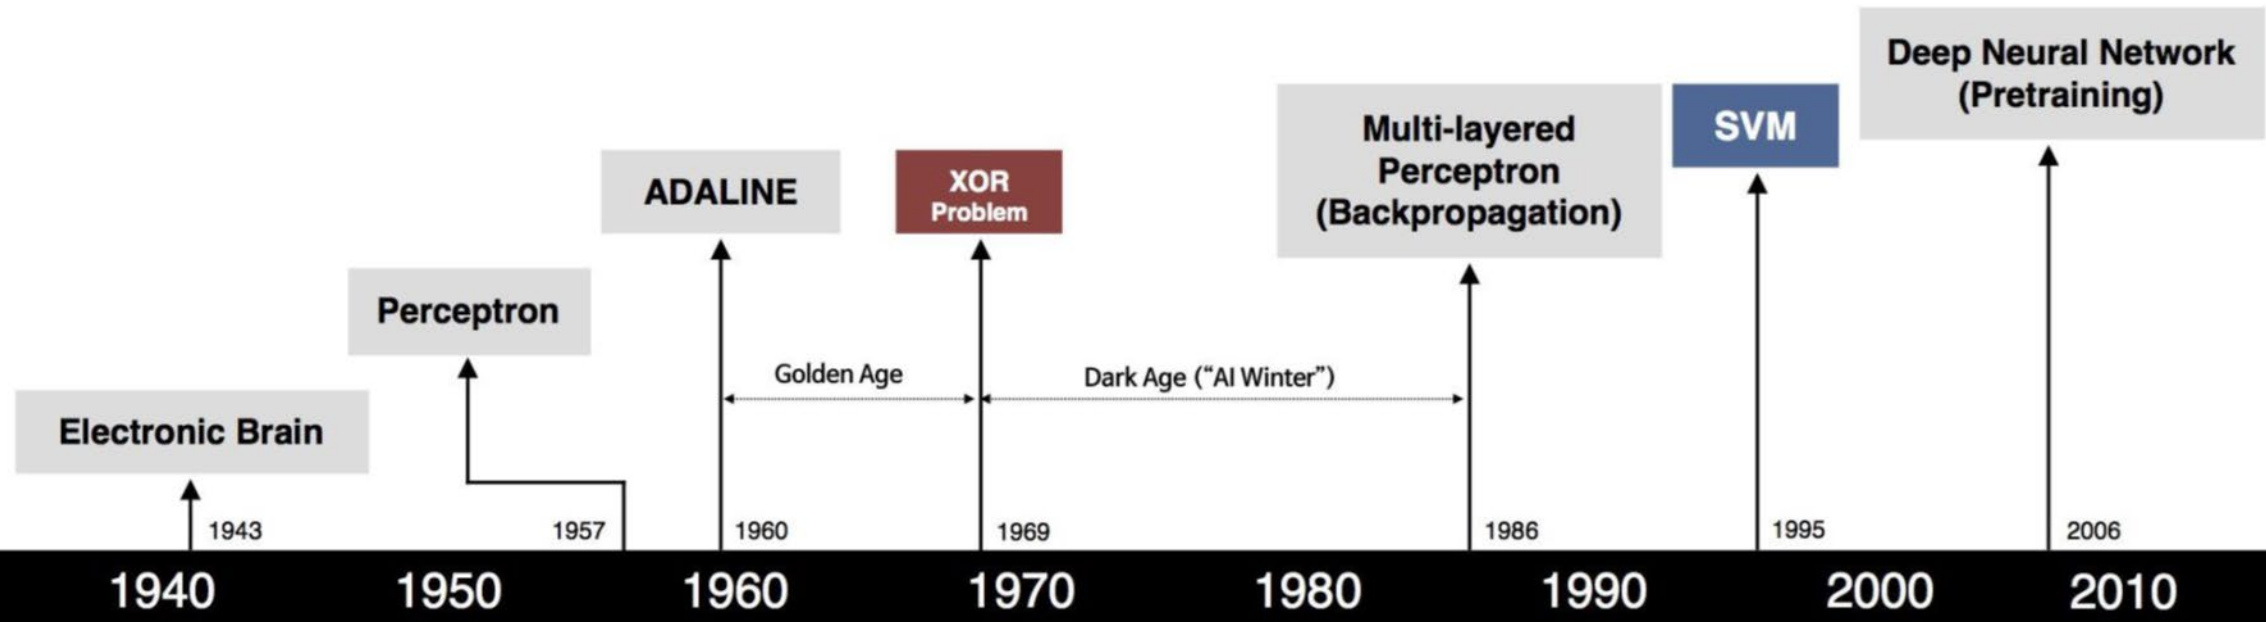 Deep Neural Network
(Pretraining)
Multi-layered
Perceptron
(Backpropagation)
SVM
ADALINE
XOR
Problem
Perceptron
Golden Age
Dark Age (“AI Winter”)
Electronic Brain
1943
1957
1960
1969
1986
1995
2006
1940
1950
1960
1970
1980
1990
2000
2010